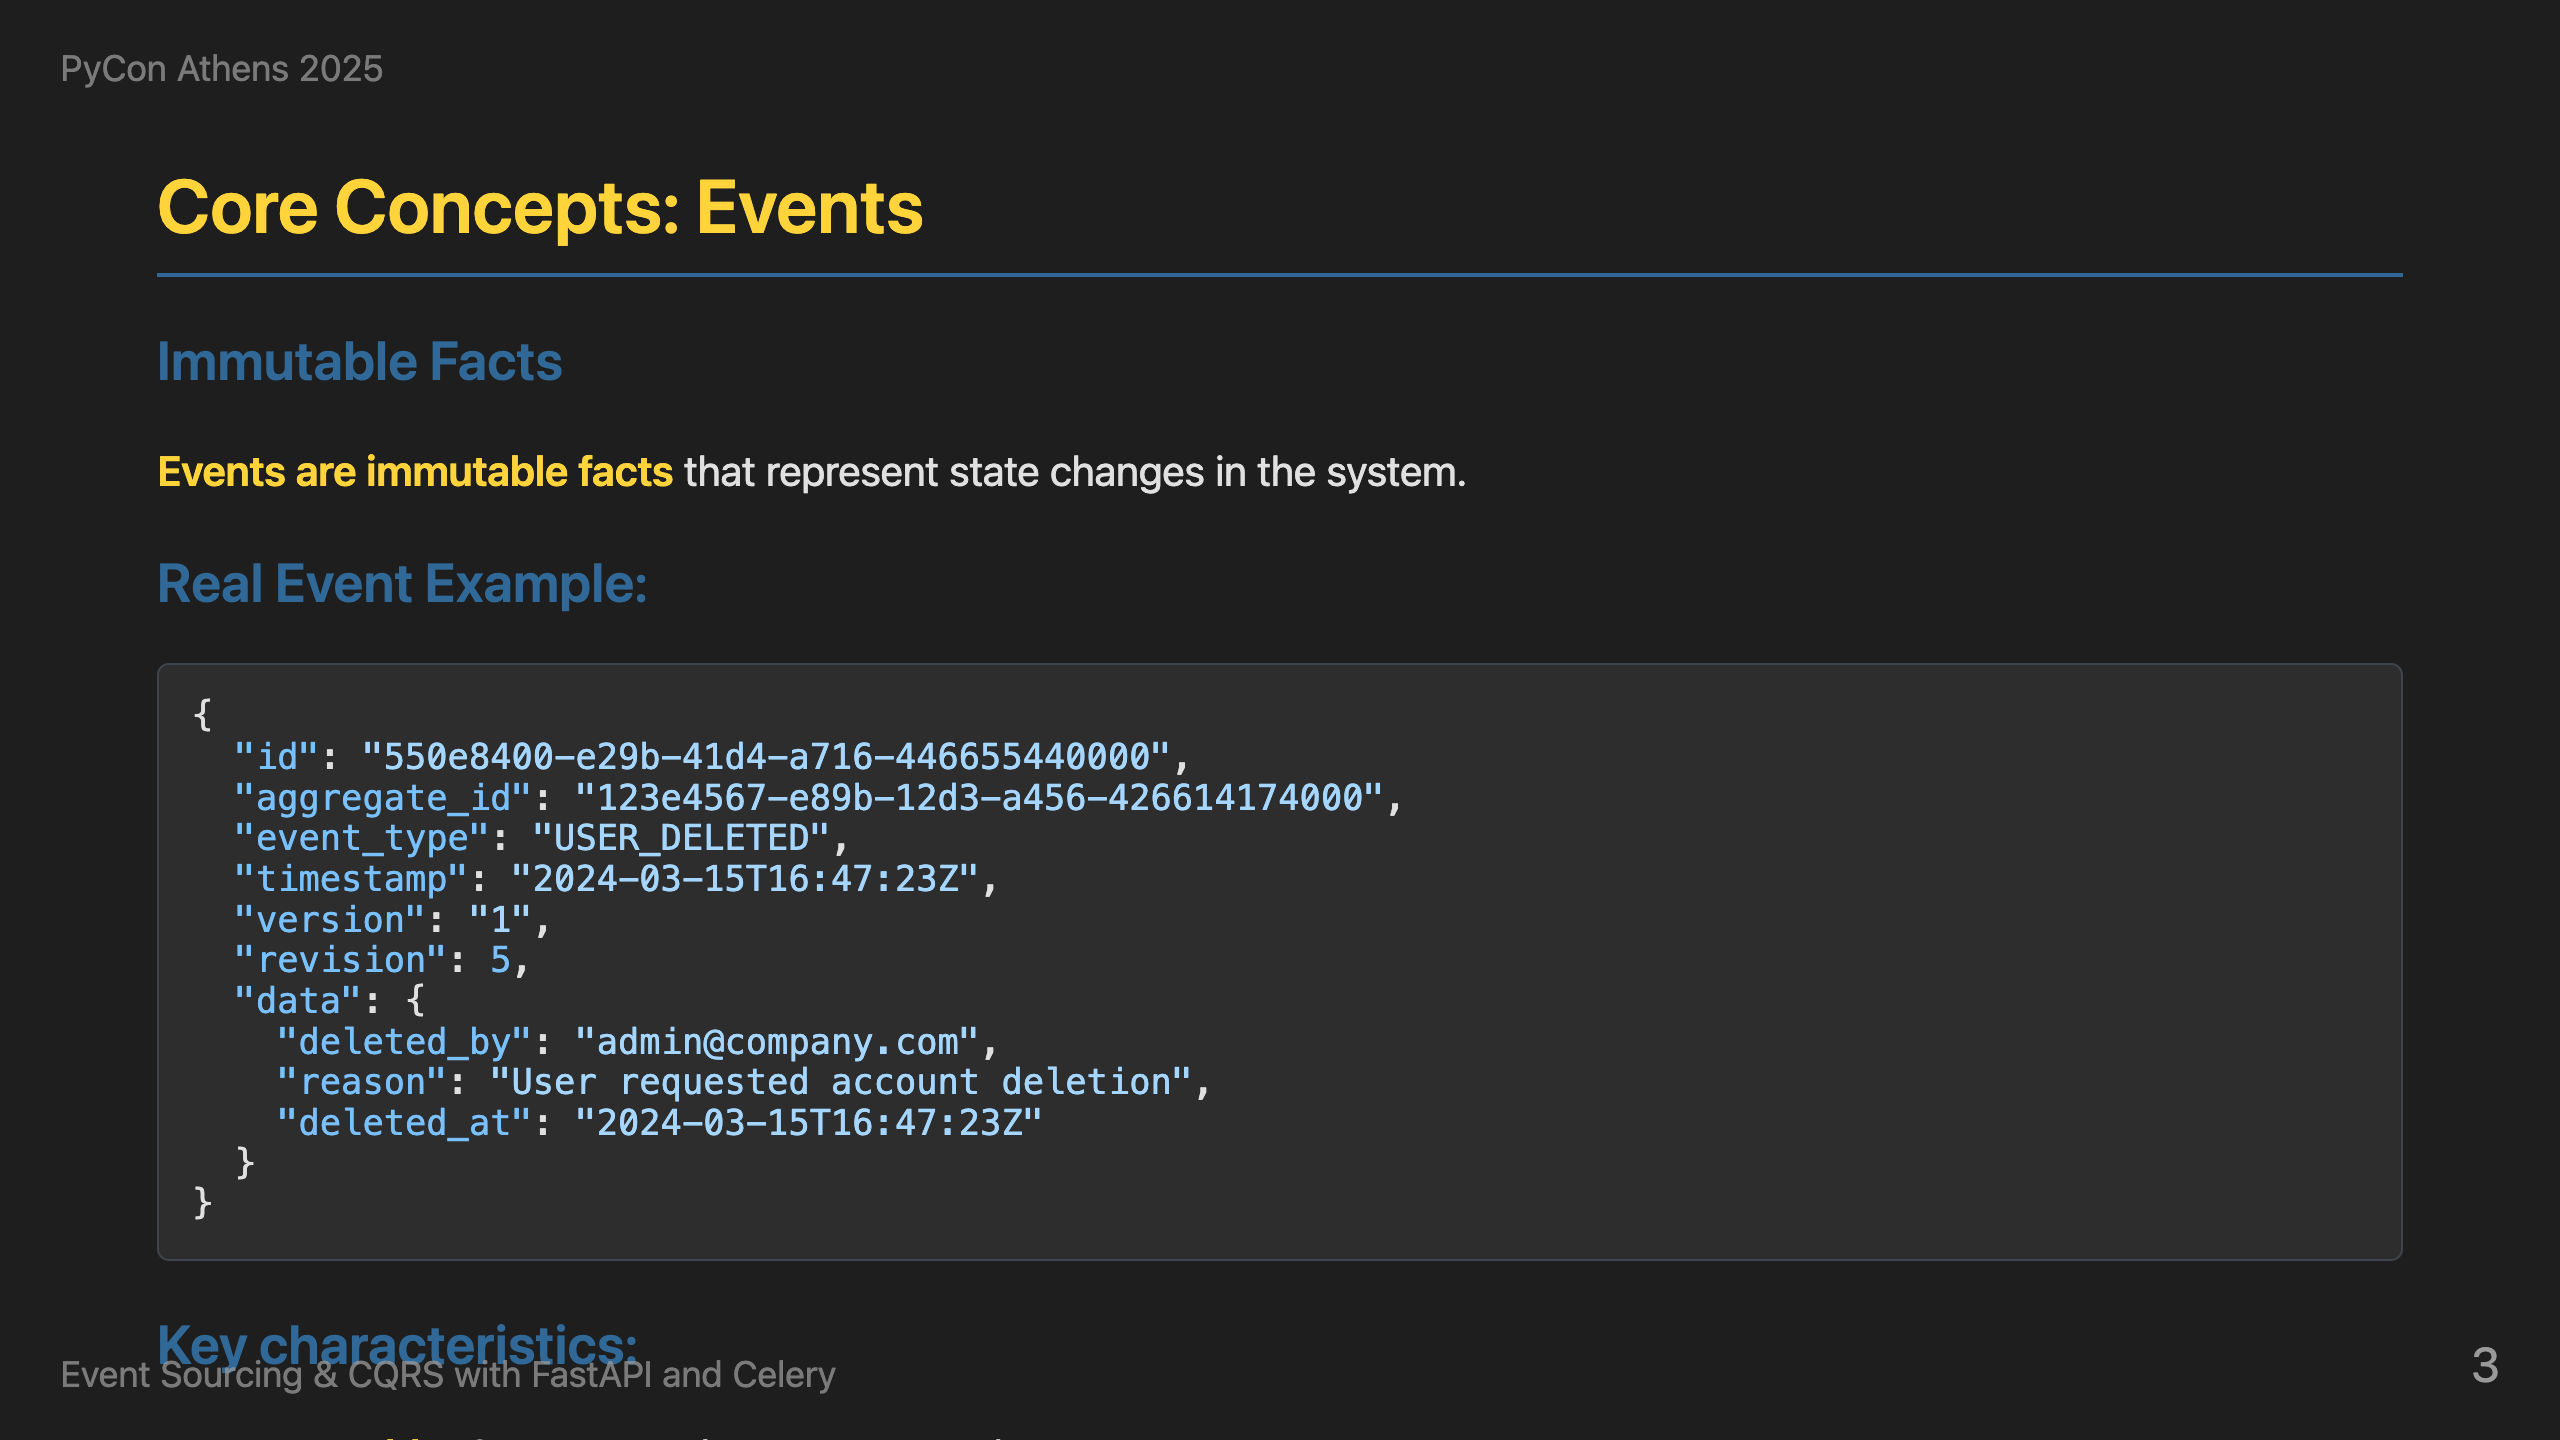 PyCon Athens 2025
Core Concepts: Events
Immutable Facts
Events are immutable facts that represent state changes in the system.
Real Event Example:
{
  "id": "550e8400-e29b-41d4-a716-446655440000",
  "aggregate_id": "123e4567-e89b-12d3-a456-426614174000",
  "event_type": "USER_DELETED",
  "timestamp": "2024-03-15T16:47:23Z",
  "version": "1",
  "revision": 5,
  "data": {
    "deleted_by": "admin@company.com",
    "reason": "User requested account deletion",
    "deleted_at": "2024-03-15T16:47:23Z"
  }
}
Key characteristics:
Event Sourcing & CQRS with FastAPI and Celery
3